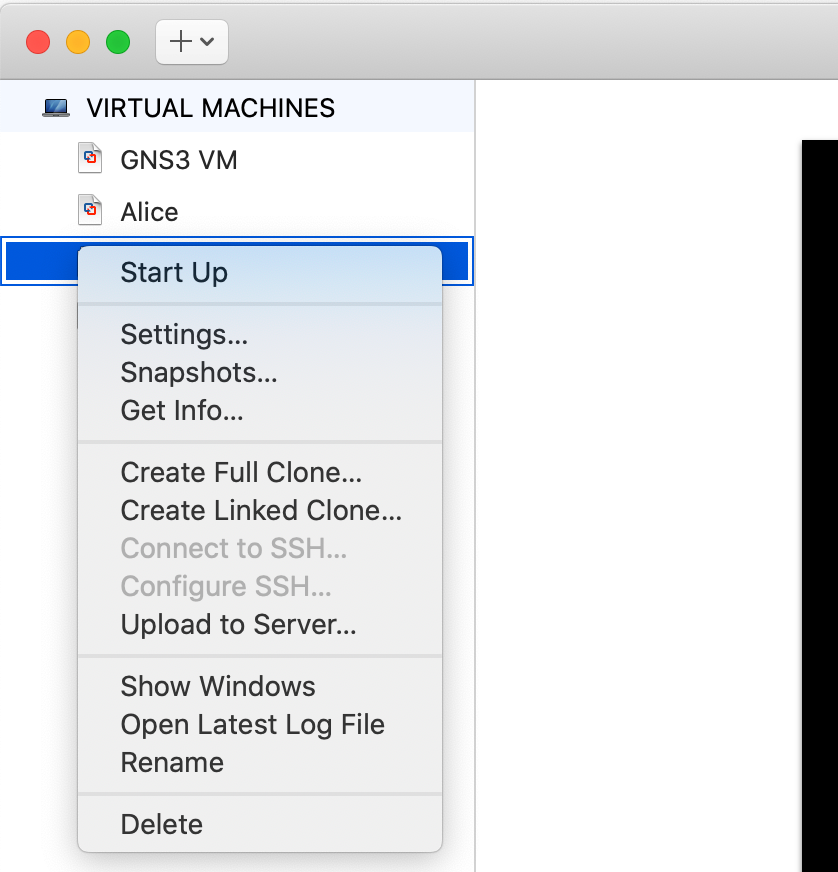 VIRTUAL MACHINES
GNS3 VM
Alice
Start Up
Settings...
Snapshots...
Get Info...
Create Full Clone...
Create Linked Clone...
Connect to SSH...
Configure SSH...
Upload to Server...
Show Windows
Open Latest Log File
Rename
Delete